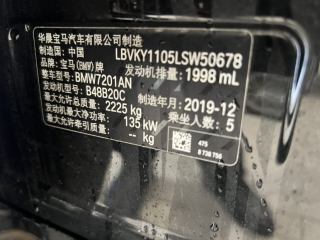 华晨宝马汽车有限公司制造
制造国：中国 LBVKY1105LSW50678
品牌：宝马(BMW)牌 发动机排量：1998 mL
整车型号：BMW7201AN
发动机型号：B48B20C 制造年月：2019-12
最大允许总质量：2225 kg 乘坐人数：5
发动机最大净功率：135 kW
最大允许牵引质量：- kg
475
8 738 756